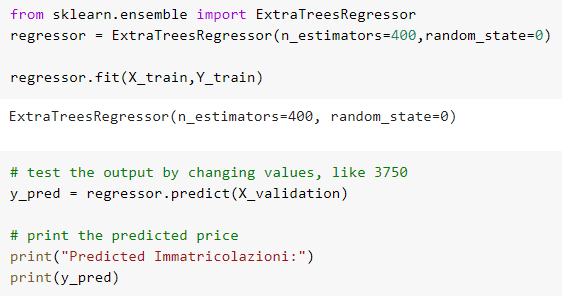 from sklearn.ensemble import ExtraTreesRegressor
regressor = ExtraTreesRegressor(n_estimators=400,random_state=0)
regressor.fit(X_train,Y_train)
ExtraTreesRegressor(n_estimators=400, random_state=0)
# test the output by changing values, like 3750
y_pred = regressor.predict(X_validation)
# print the predicted price
print("Predicted Immatricolazioni:")
print(y_pred)